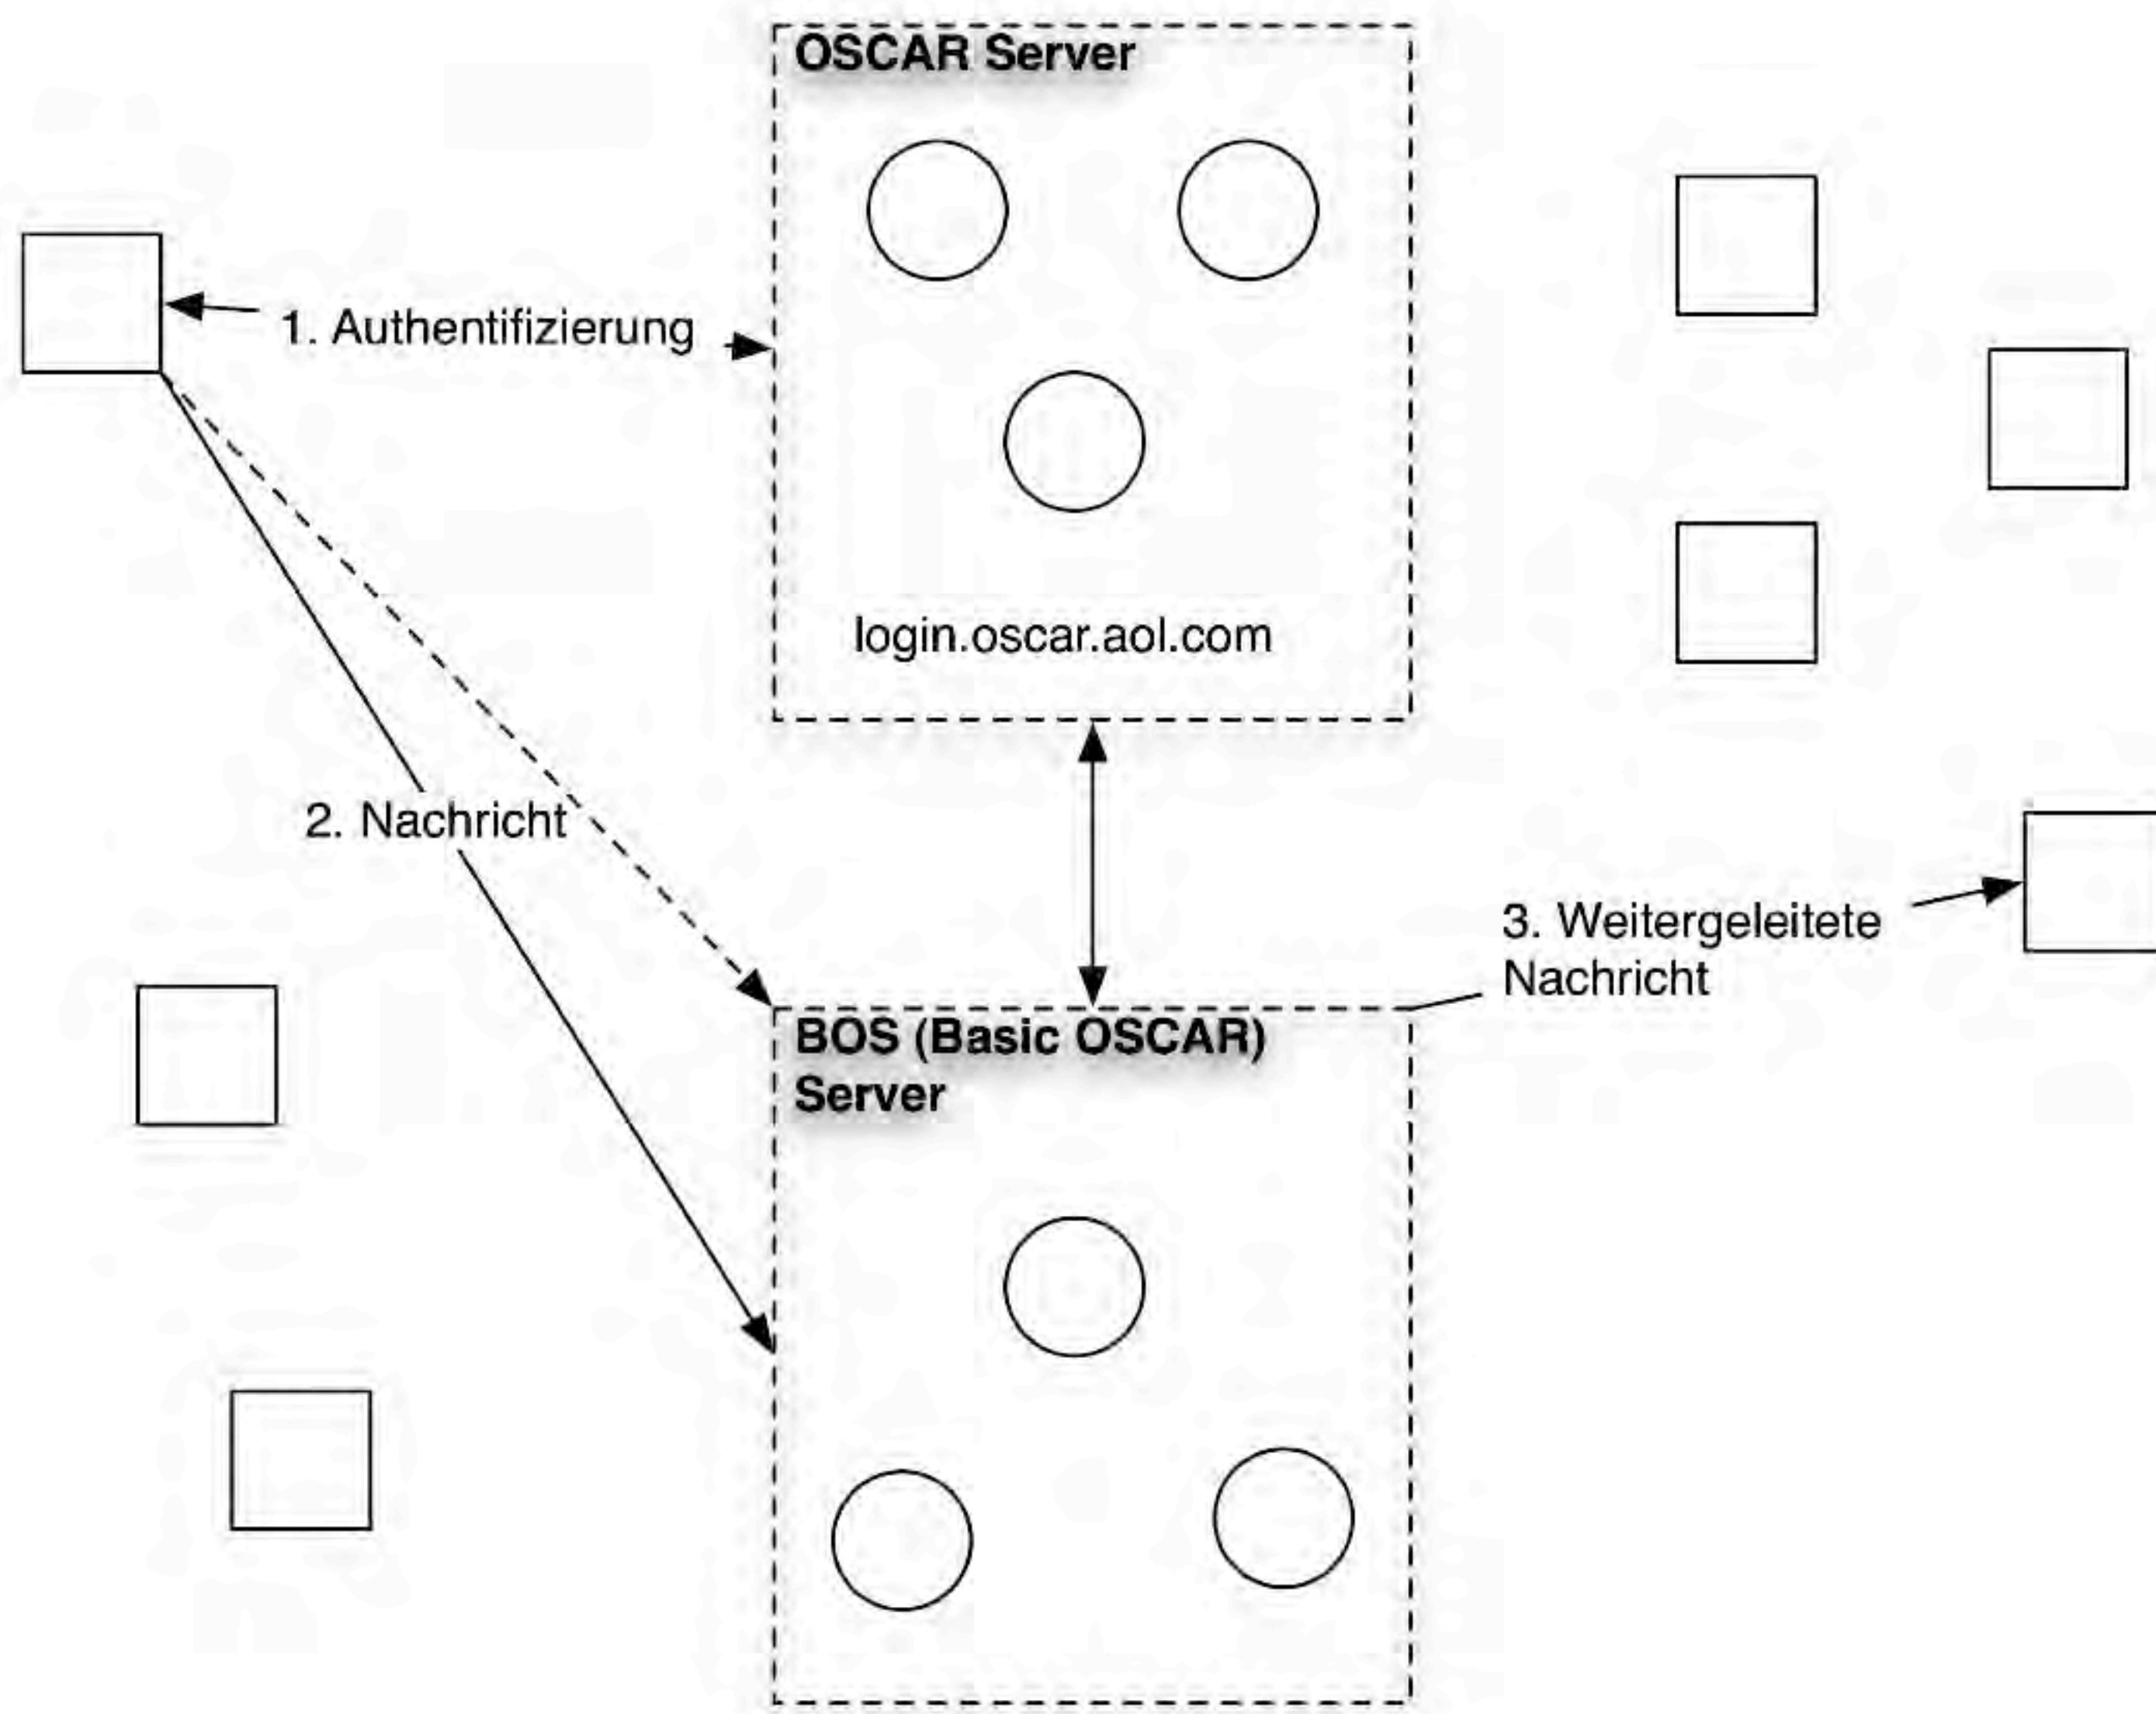 OSCAR Server
1. Authentifizierung
login.oscar.aol.com
2. Nachricht
3. Weitergeleitete
Nachricht
BOS (Basic OSCAR)
Server